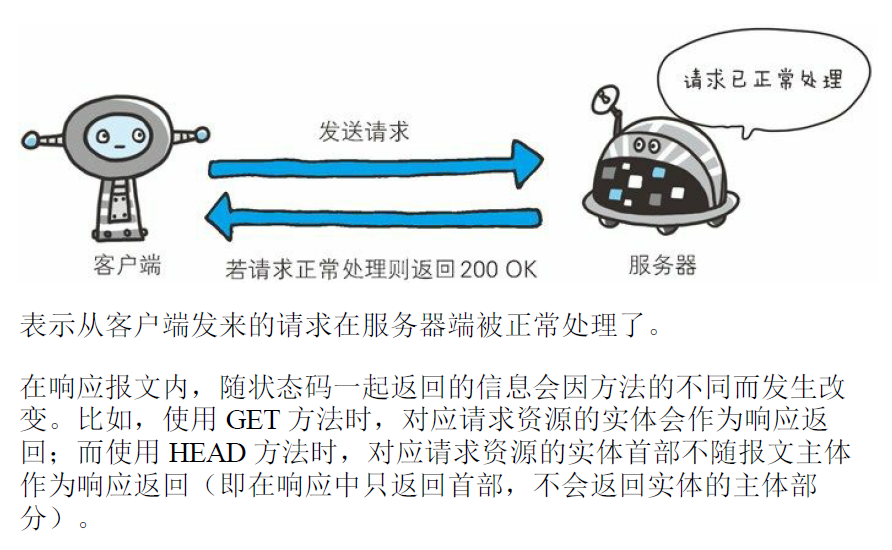 请求已正常处理
发送请求
客户端
若请求正常处理则返回200 OK
服务器
表示从客户端发来的请求在服务器端被正常处理了。
在响应报文内，随状态码一起返回的信息会因方法的不同而发生改
变。比如，使用 GET 方法时，对应请求资源的实体会作为响应返
回；而使用 HEAD 方法时，对应请求资源的实体首部不随报文主体
作为响应返回（即在响应中只返回首部，不会返回实体的主体部
分）。